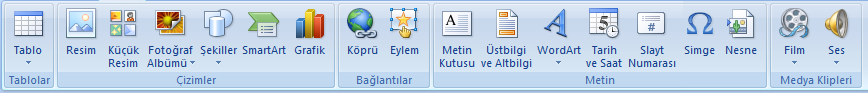 Tablo
Resim
Küçük
Resim
Fotoğraf
Albümü
Şekiller
SmartArt
Grafik
Köprü
Eylem
Metin
Kutusu
Üstbilgi
ve Altbilgi
WordArt
Tarih
ve Saat
Slayt
Numarası
Simge
Nesne
Film
Ses
Tablolar
Çizimler
Bağlantılar
Metin
Medya Klipleri